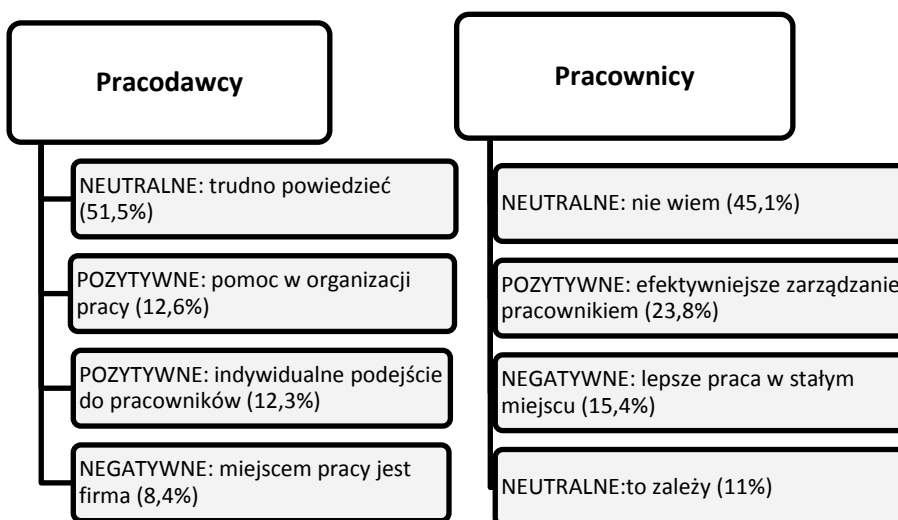 Pracodawcy
NEUTRALNE: trudno powiedzieć
(51,5%)
POZYTYWNE: pomoc w organizacji
pracy (12,6%)
POZYTYWNE: indywidualne podejście
do pracowników (12,3%)
NEGATYWNE: miejscem pracy jest
firma (8,4%)
Pracownicy
NEUTRALNE: nie wiem (45,1%)
POZYTYWNE: efektywniejsze zarządzanie
pracownikiem (23,8%)
NEGATYWNE: lepsze praca w stałym
miejscu (15,4%)
NEUTRALNE:to zależy (11%)